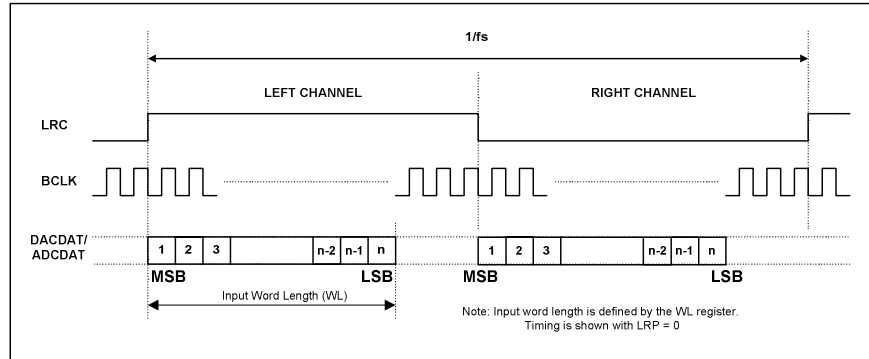 1/fs
LEFT CHANNEL RIGHT CHANNEL
LRC
BCLK
DACDAT/
ADCDAT
1 2 3 n-2 n-1 n 1 2 3 n-2 n-1 n
MSB LSB MSB LSB
Input Word Length (WL)
Note: Input word length is defined by the WL register.
Timing is shown with LRP = 0